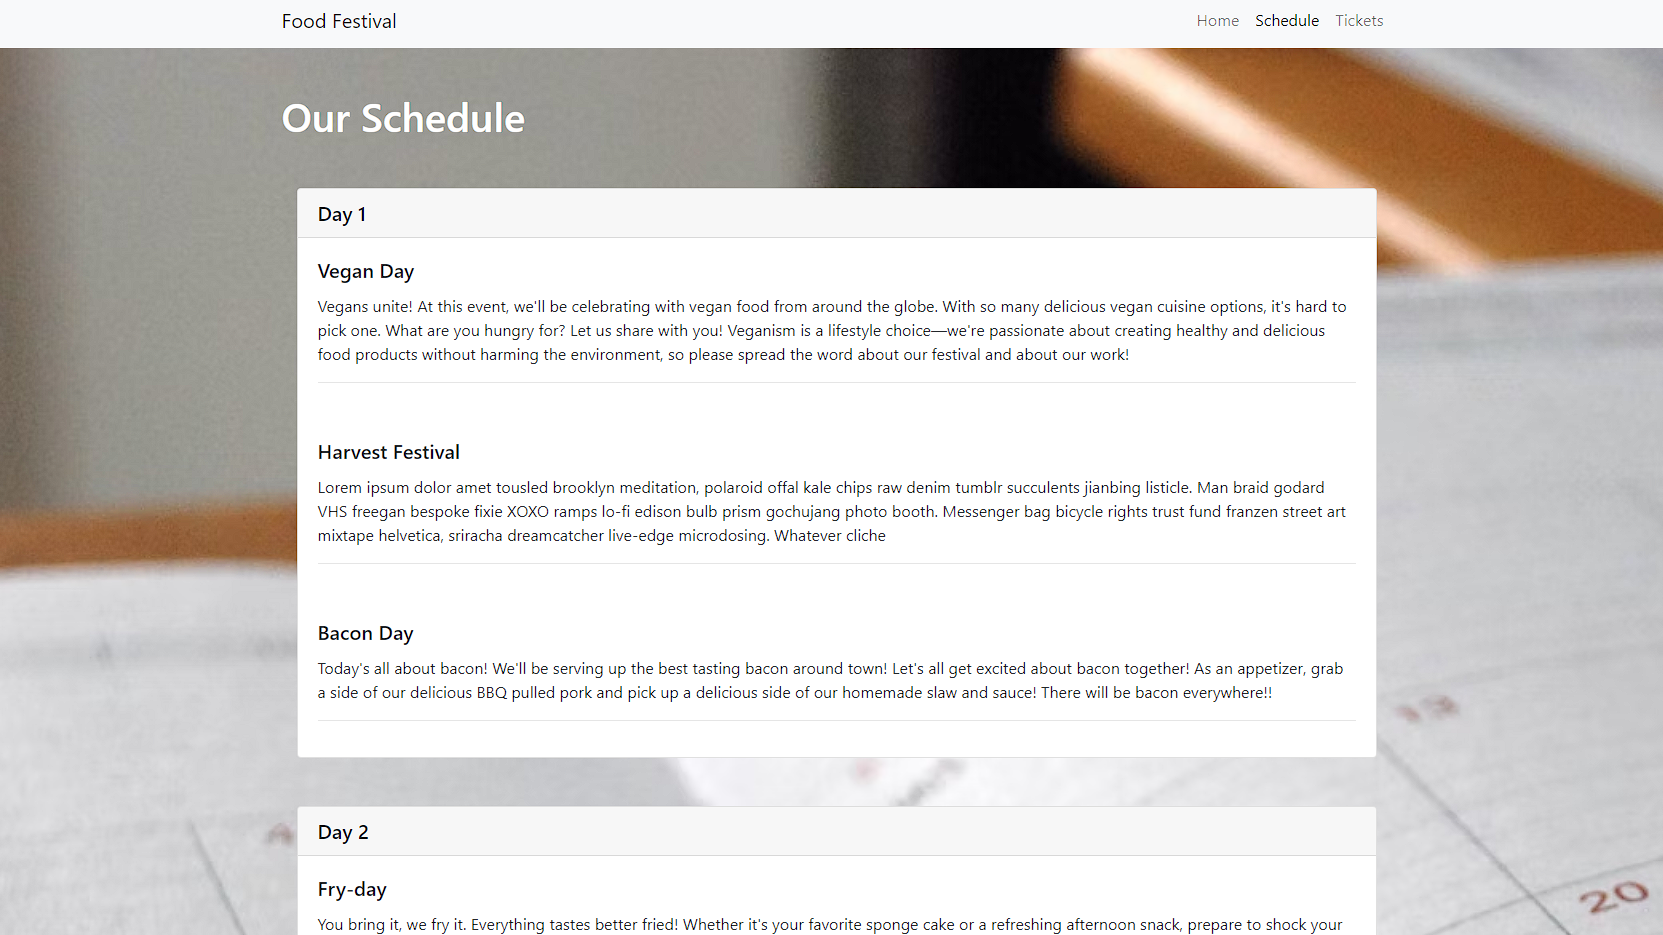 Food Festival
Home Schedule Tickets
Our Schedule
Day 1
Vegan Day
Vegans unite! At this event, we'll be celebrating with vegan food from around the globe. With so many delicious vegan cuisine options, it's hard to
pick one. What are you hungry for? Let us share with you! Veganism is a lifestyle choice—we're passionate about creating healthy and delicious
food products without harming the environment, so please spread the word about our festival and about our work!
Harvest Festival
Lorem ipsum dolor amet tousled brooklyn meditation, polaroid offal kale chips raw denim tumblr succulents jianbing listicle. Man braid godard
VHS freegan bespoke fixie XOXO ramps lo-fi edison bulb prism gochujang photo booth. Messenger bag bicycle rights trust fund franzen street art
mixtape helvetica, sriracha dreamcatcher live-edge microdosing. Whatever cliche
Bacon Day
Today's all about bacon! We'll be serving up the best tasting bacon around town! Let's all get excited about bacon together! As an appetizer, grab
a side of our delicious BBQ pulled pork and pick up a delicious side of our homemade slaw and sauce! There will be bacon everywhere!!
13
Day 2
Fry-day
20
You bring it, we fry it. Everything tastes better fried! Whether it's your favorite sponge cake or a refreshing afternoon snack, prepare to shock your